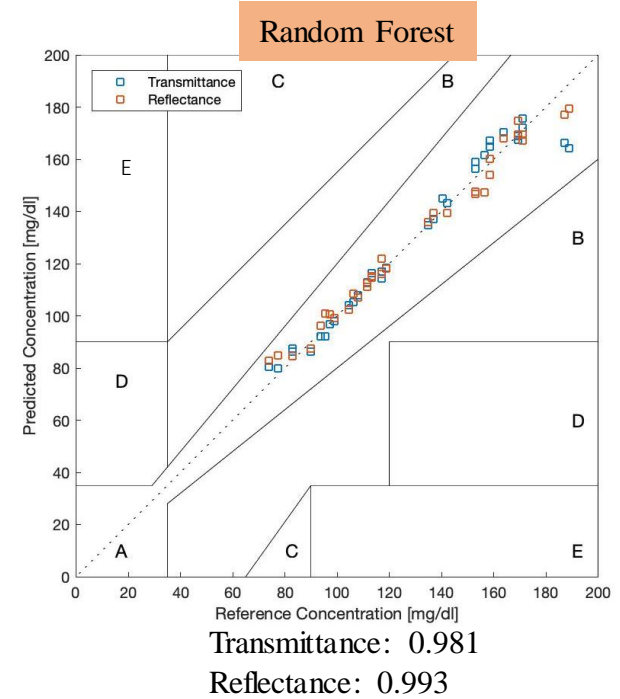 Random Forest
200
180
160
140
120
100
80
60
40
20
0
Predicted Concentration [mg/dl]
Transmittance
Reflectance
C
B
E
B
D
D
A
C
E
0 20 40 60 80 100 120 140 160 180 200
Reference Concentration [mg/dl]
Transmittance: 0.981
Reflectance: 0.993